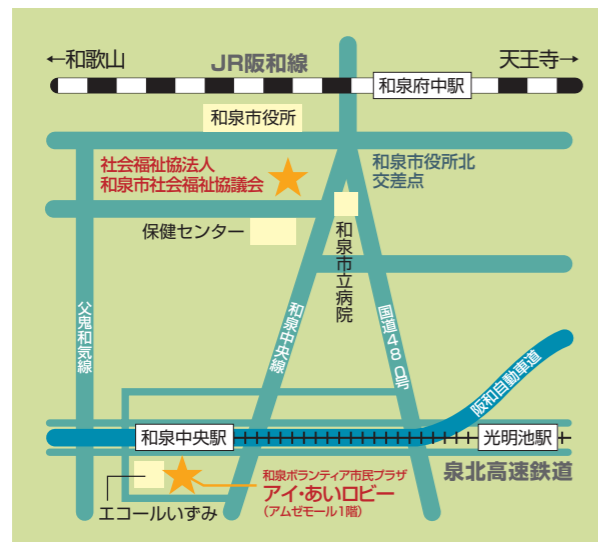 ←和歌山
JR阪和線
天王寺→
和泉府中駅
和泉市役所
社会福祉協法人
和泉市社会福祉協議会
和泉市役所北
交差点
保健センター
和泉市立病院
父鬼和気線
和泉中央線
国道480号
阪和自動車道
和泉中央駅
光明池駅
泉北高速鉄道
和泉ボランティア市民プラザ
アイ・あいロビー
(アムゼモール1階)
エコールいずみ